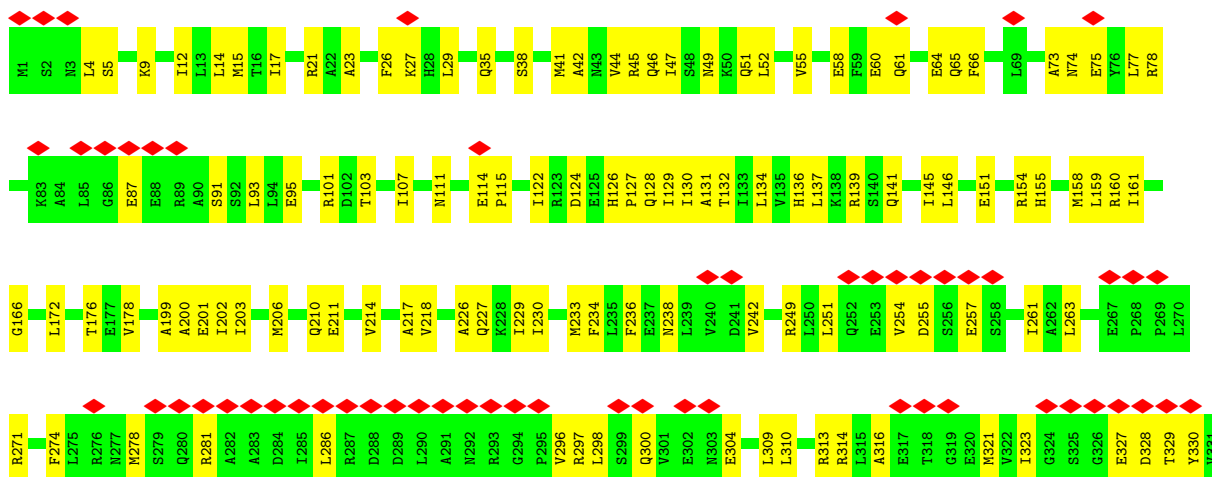 M1 S2 N3 L4 S5 K9 I12 L13 L14 M15 T16 I17 R21 A22 A23 F26 K27 H28 L29 Q35 S38 M41 A42 N43 V44 R45 Q46 I47 S48 N49 K50 Q51 L52 V55 E58 F59 E60 Q61 E64 Q65 F66 L69 A73 N74 E75 Y76 L77 R78
K83 A84 L85 G86 E87 E88 R89 A90 S91 S92 L93 L94 E95 R101 D102 T103 I107 N111 E114 P115 I122 R123 D124 E125 H126 P127 Q128 I129 I130 A131 T132 I133 L134 V135 H136 L137 K138 R139 S140 Q141 I145 L146 E151 R154 H155 M158 L159 R160 I161
G166 L172 T176 E177 V178 A199 A200 E201 I202 I203 M206 Q210 E211 V214 A217 V218 A226 Q227 K228 I229 I230 M233 F234 L235 F236 E237 N238 L239 V240 D241 V242 R249 L250 L251 Q252 E253 V254 D255 S256 E257 S258 I261 A262 L263 E267 P268 P269 L270
R271 F274 L275 R276 N277 M278 S279 Q280 R281 A282 A283 D284 I285 L286 R287 D288 D289 L290 A291 N292 R293 G294 P295 V296 R297 L298 S299 Q300 V301 E302 N303 E304 L309 L310 R313 R314 L315 A316 E317 T318 G319 E320 M321 V322 I323 G324 S325 G326 E327 D328 T329 Y330 V331